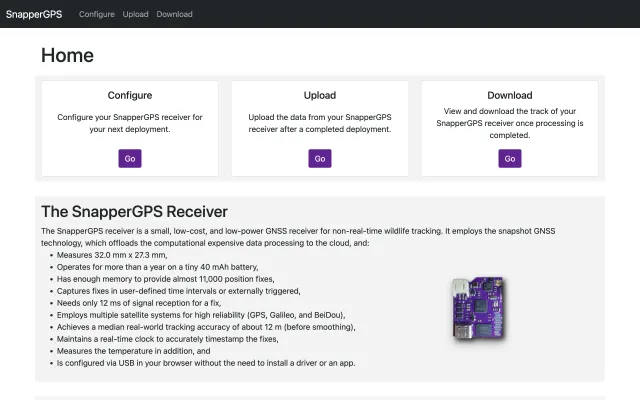 SnapperGPS Configure Upload Download
Home
Configure
Configure your SnapperGPS receiver for
your next deployment.
Go
Upload
Upload the data from your SnapperGPS
receiver after a completed deployment.
Go
Download
View and download the track of your
SnapperGPS receiver once processing is
completed.
Go
The SnapperGPS Receiver
The SnapperGPS receiver is a small, low-cost, and low-power GNSS receiver for non-real-time wildlife tracking. It employs the snapshot GNSS
technology, which offloads the computational expensive data processing to the cloud, and:
• Measures 32.0 mm x 27.3 mm,
• Operates for more than a year on a tiny 40 mAh battery,
• Has enough memory to provide almost 11,000 position fixes,
• Captures fixes in user-defined time intervals or externally triggered,
• Needs only 12 ms of signal reception for a fix,
• Employs multiple satellite systems for high reliability (GPS, Galileo, and BeiDou),
• Achieves a median real-world tracking accuracy of about 12 m (before smoothing),
• Maintains a real-time clock to accurately timestamp the fixes,
• Measures the temperature in addition, and
• Is configured via USB in your browser without the need to install a driver or an app.